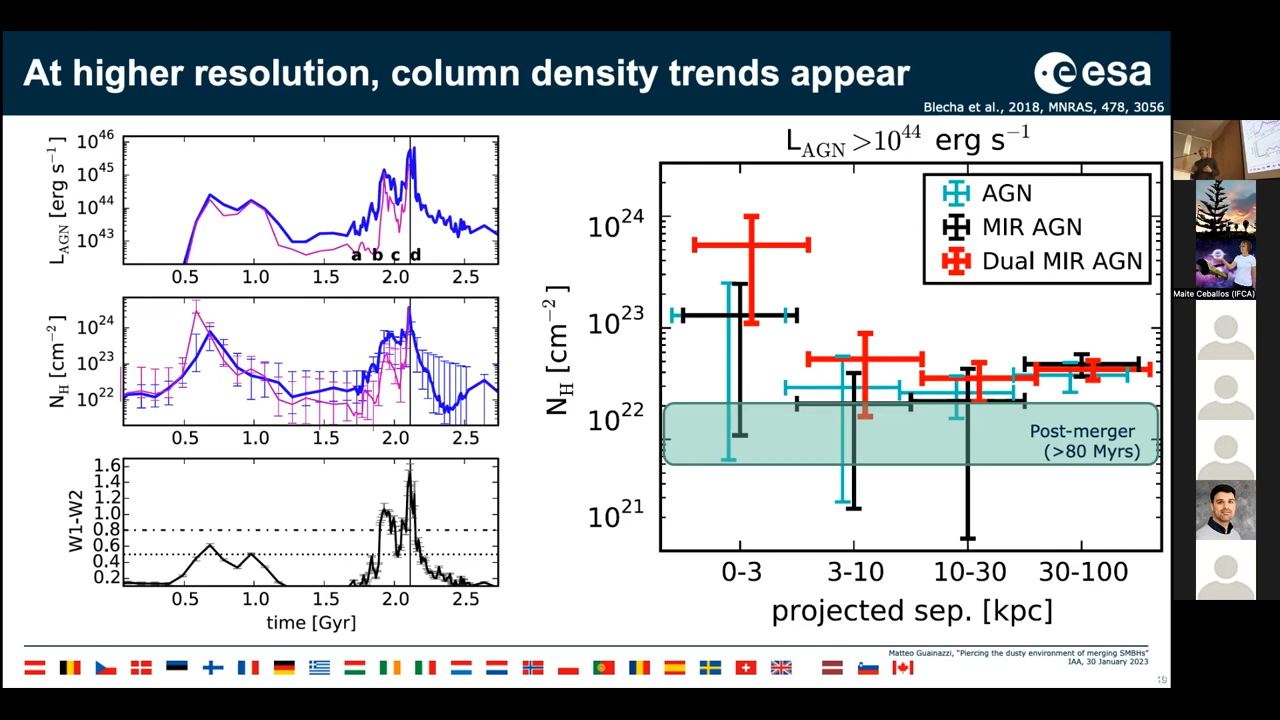 At higher resolution, column density trends appear
esa
Blecha et al., 2018, MNRAS, 478, 3056
L_AGN [erg s⁻¹]
10⁴⁶
10⁴⁵
10⁴⁴
10⁴³
a b c d
0.5 1.0 1.5 2.0 2.5
N_H [cm⁻²]
10²⁴
10²³
10²²
0.5 1.0 1.5 2.0 2.5
W1-W2
1.6
1.4
1.2
1.0
0.8
0.6
0.4
0.2
0.5 1.0 1.5 2.0 2.5
time [Gyr]
L_AGN >10⁴⁴ erg s⁻¹
AGN
MIR AGN
Dual MIR AGN
N_H [cm⁻²]
10²⁴
10²³
10²²
10²¹
Post-merger
(>80 Myrs)
0-3 3-10 10-30 30-100
projected sep. [kpc]
Matteo Guainazzi, "Piercing the dusty environment of merging SMBHs"
IAA, 30 January 2023
19
Maite Ceballos (IFCA)